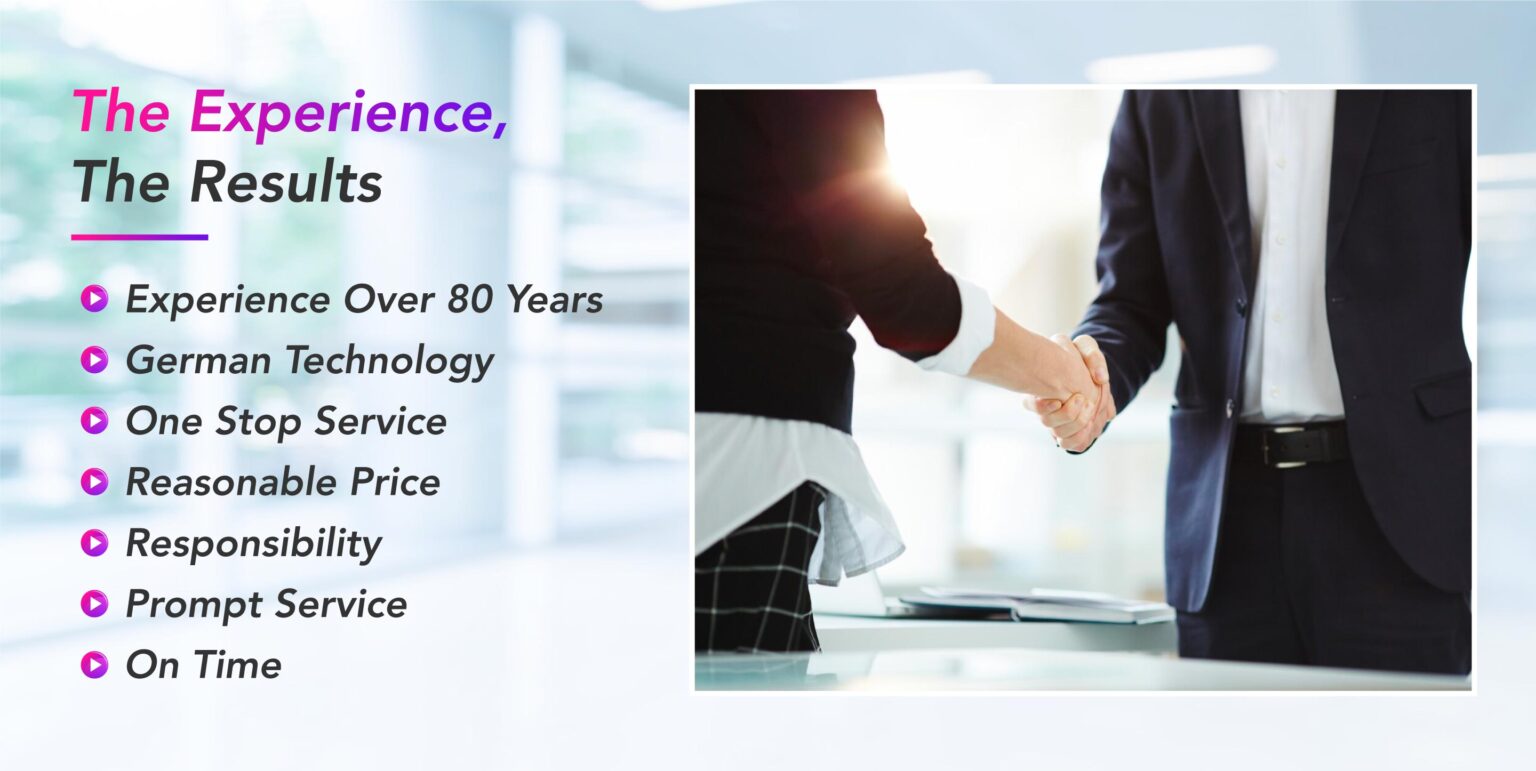 The Experience,
The Results
Experience Over 80 Years
German Technology
One Stop Service
Reasonable Price
Responsibility
Prompt Service
On Time